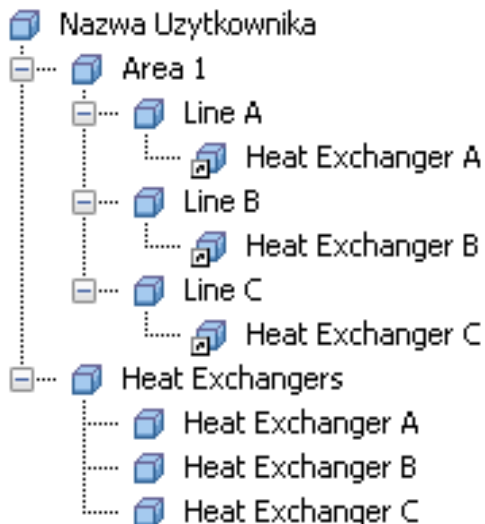 Nazwa Uzytkownika
Area 1
Line A
Heat Exchanger A
Line B
Heat Exchanger B
Line C
Heat Exchanger C
Heat Exchangers
Heat Exchanger A
Heat Exchanger B
Heat Exchanger C